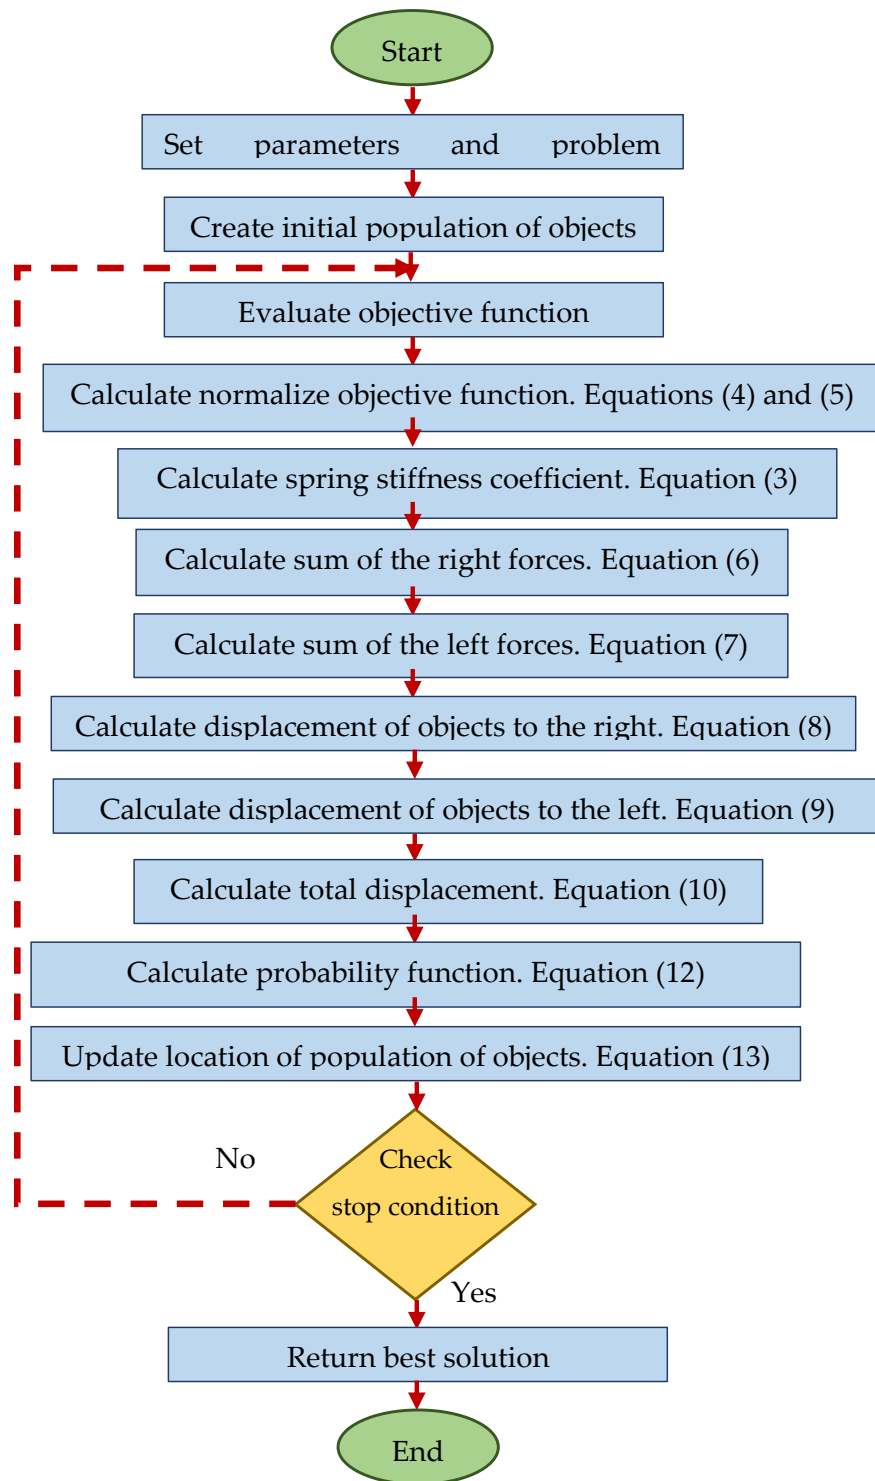 Start
Set parameters and problem
Create initial population of objects
Evaluate objective function
Calculate normalize objective function. Equations (4) and (5)
Calculate spring stiffness coefficient. Equation (3)
Calculate sum of the right forces. Equation (6)
Calculate sum of the left forces. Equation (7)
Calculate displacement of objects to the right. Equation (8)
Calculate displacement of objects to the left. Equation (9)
Calculate total displacement. Equation (10)
Calculate probability function. Equation (12)
Update location of population of objects. Equation (13)
No
Check
stop condition
Yes
Return best solution
End